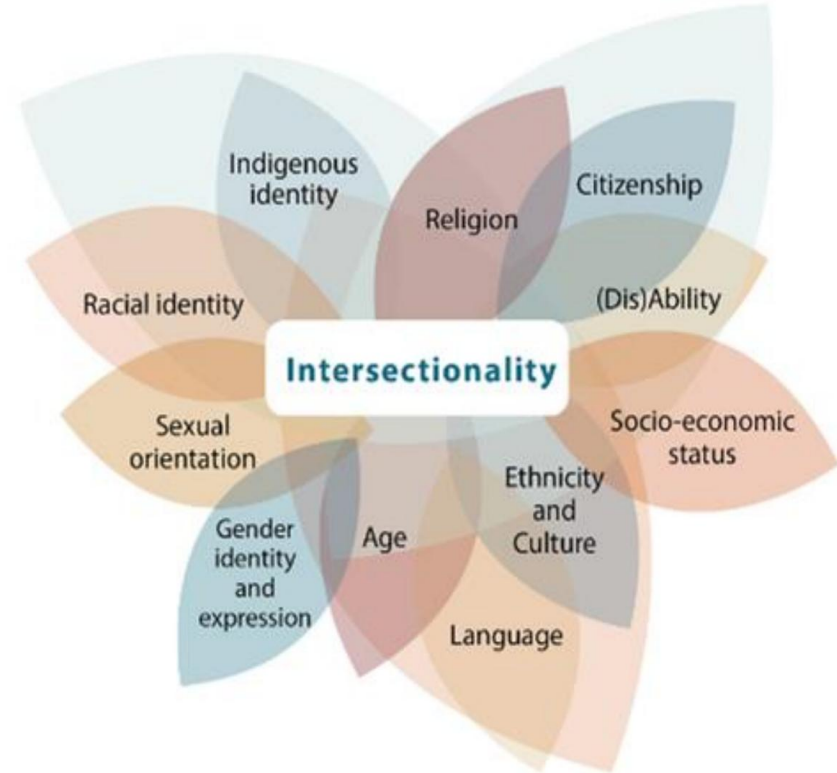 Indigenous
identity
Religion
Citizenship
Racial identity
(Dis)Ability
Intersectionality
Sexual
orientation
Socio-economic
status
Gender
identity
and
expression
Age
Ethnicity
and
Culture
Language